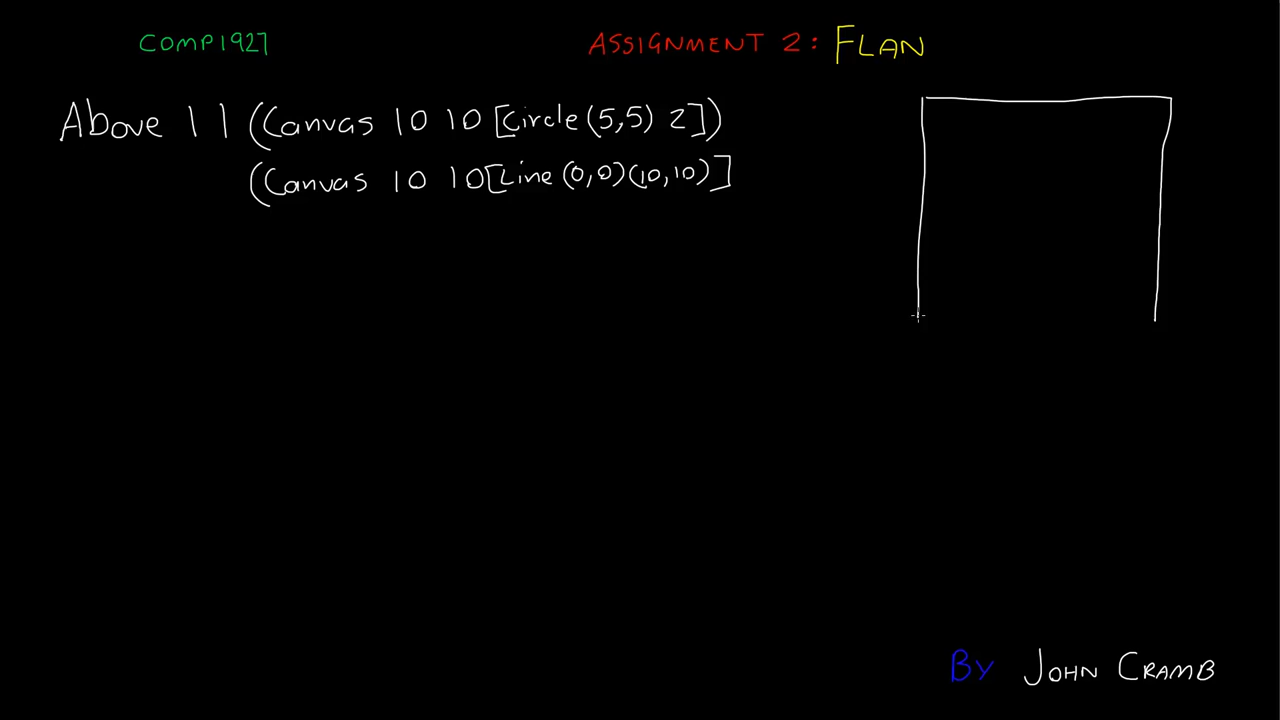 COMP1927
ASSIGNMENT 2: FLAN
Above 1 1 (Canvas 10 10 [Circle (5,5) 2])
(Canvas 10 10 [Line (0,0)(10,10)]
BY JOHN CRAMB